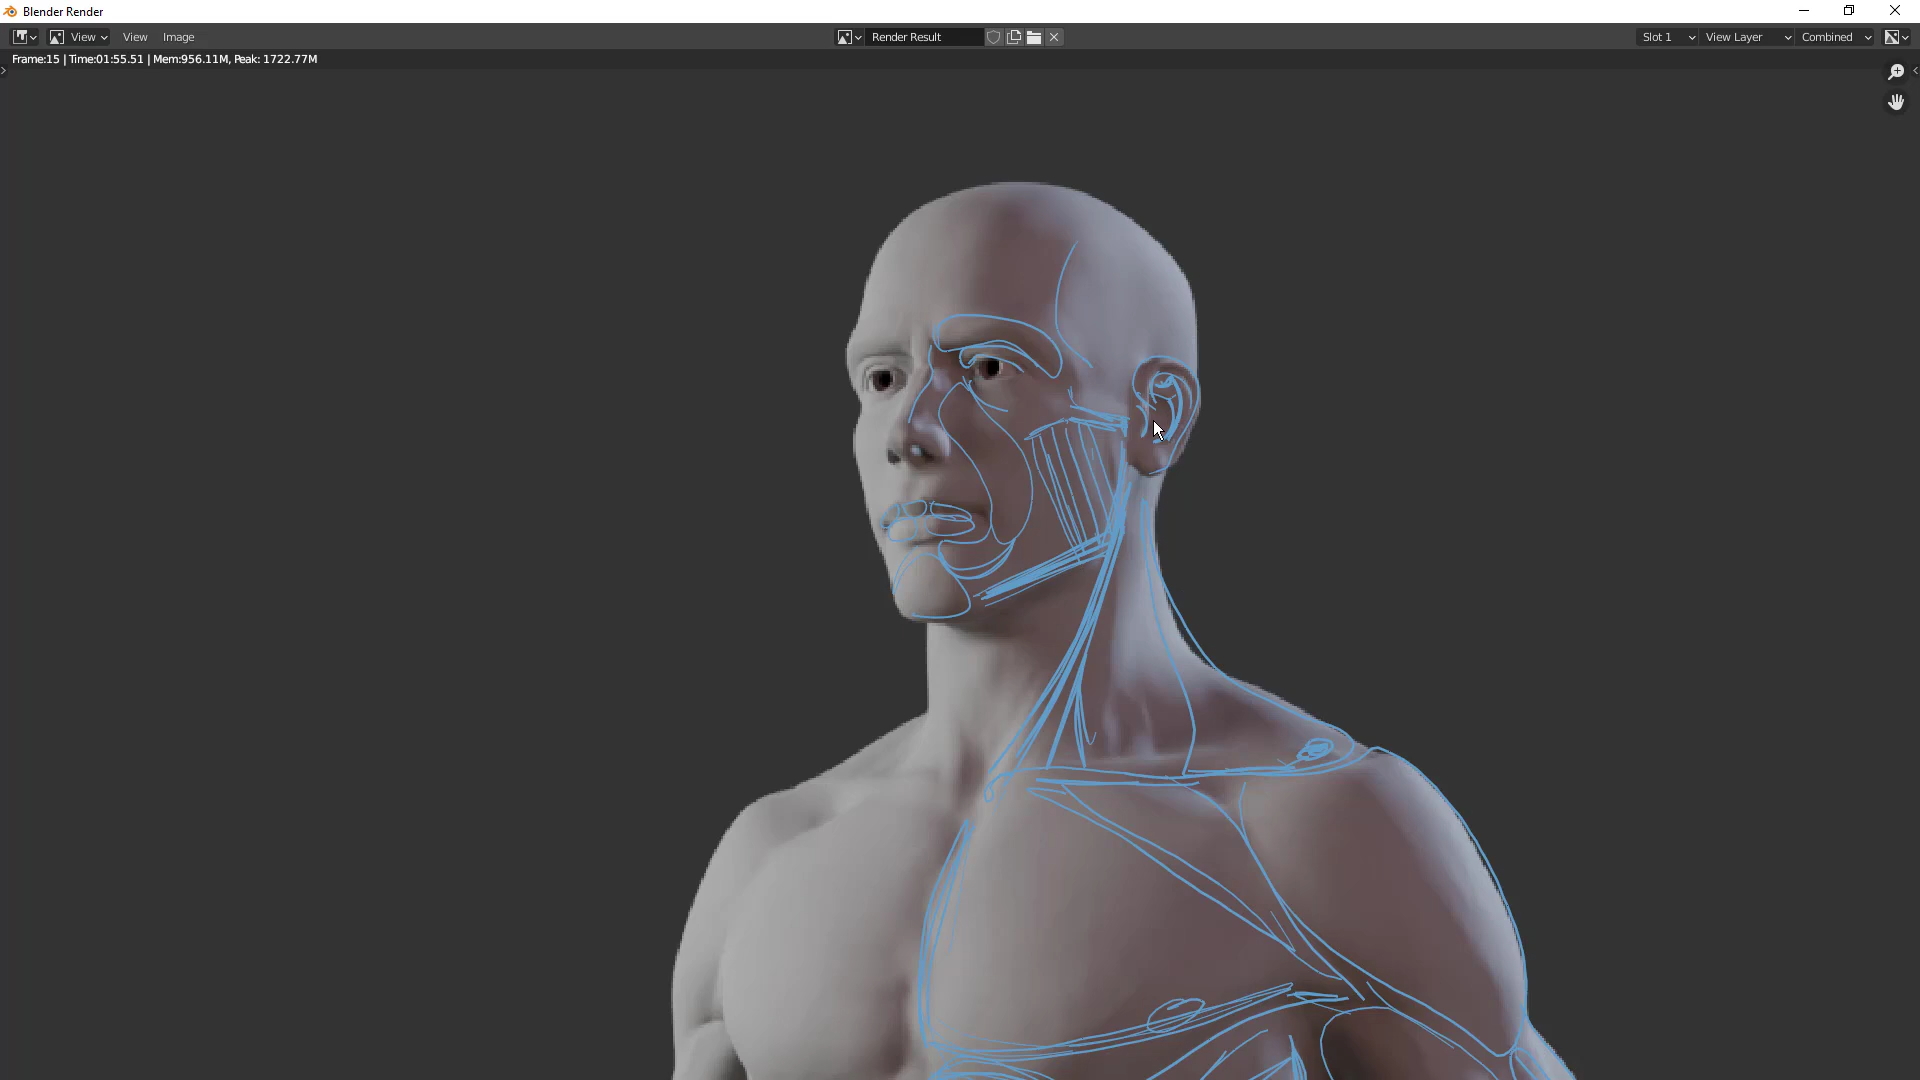 Blender Render
View View Image Render Result Slot 1 View Layer Combined
Frame:15 | Time:01:55.51 | Mem:956.11M, Peak: 1722.77M